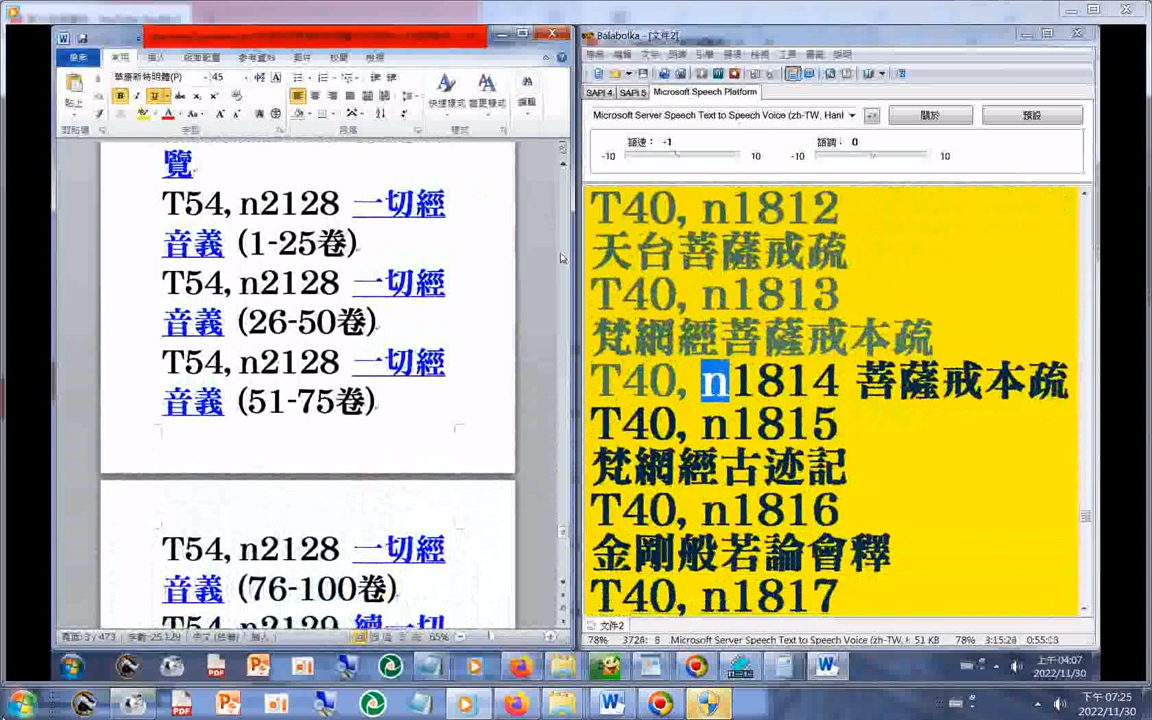 Balabolka - [文件2]
SAPI 4 SAPI 5 Microsoft Speech Platform
Microsoft Server Speech Text to Speech Voice (zh-TW, Hanl
關於
預設
語速： -1
語調： 0
-10
10
-10
10
覽
T54, n2128 一切經
音義 (1-25卷)
T54, n2128 一切經
音義 (26-50卷)
T54, n2128 一切經
音義 (51-75卷)
T54, n2128 一切經
音義 (76-100卷)
T54, n2129 續一切
T40, n1812
天台菩薩戒疏
T40, n1813
梵網經菩薩戒本疏
T40, n1814 菩薩戒本疏
T40, n1815
梵網經古迹記
T40, n1816
金剛般若論會釋
T40, n1817
文件2
65%
78%
3728: 8
Microsoft Server Speech Text to Speech Voice (zh-TW, H
51 KB
78%
3:15:28
0:55:13
上午 04:07
2022/11/30
下午 07:25
2022/11/30